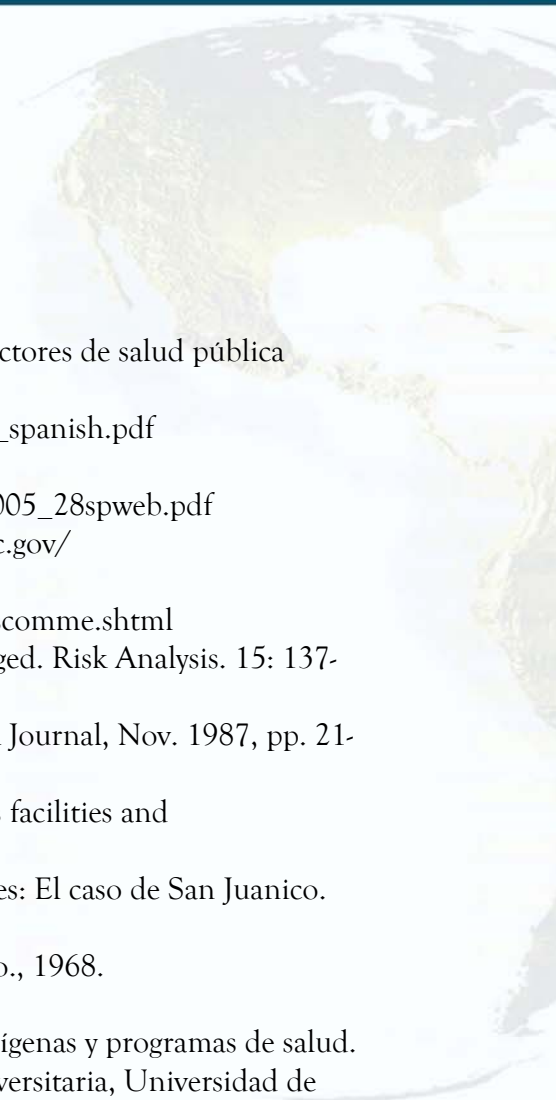 ctores de salud pública
_spanish.pdf
005_28spweb.pdf
c.gov/
comme.shtml
ged. Risk Analysis. 15: 137-
Journal, Nov. 1987, pp. 21-
facilities and
es: El caso de San Juanico.
o., 1968.
ígenas y programas de salud.
versitaria, Universidad de